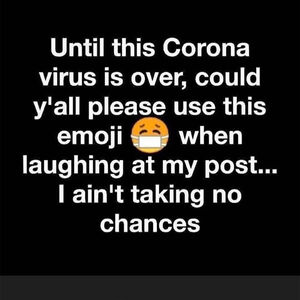 Until this Corona
virus is over, could
y'all please use this
emoji 😷 when
laughing at my post...
I ain't taking no
chances